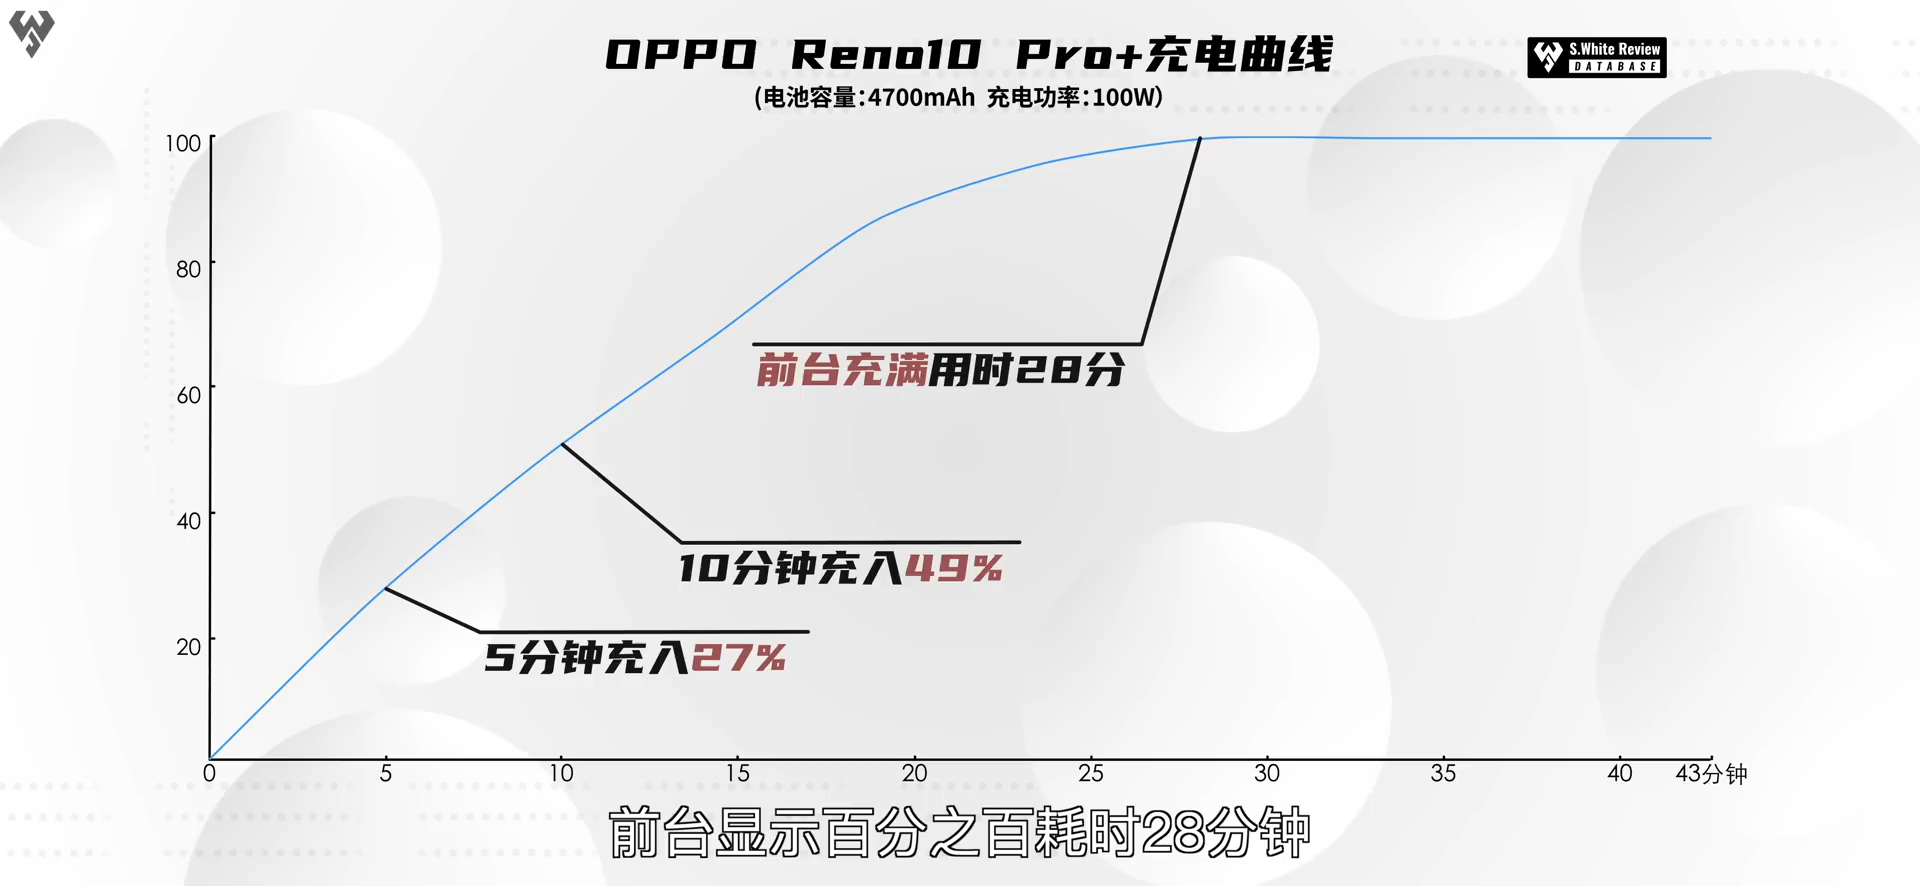 OPPO Reno10 Pro+充电曲线
S.White Review
DATABASE
(电池容量:4700mAh 充电功率:100W)
100
80
60
40
20
前台充满用时28分
10分钟充入49%
5分钟充入27%
0 5 10 15 20 25 30 35 40 43分钟
前台显示百分之百耗时28分钟